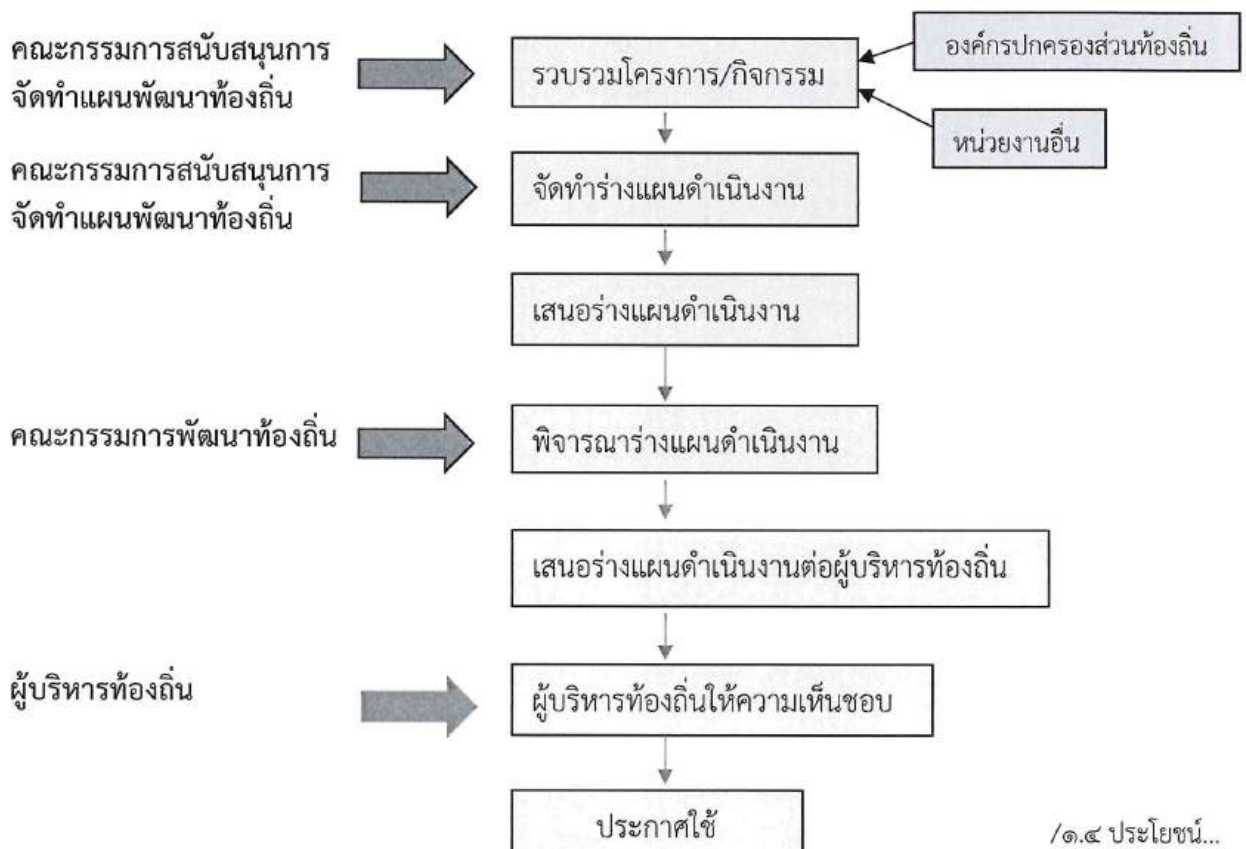 คณะกรรมการสนับสนุนการ
จัดทำแผนพัฒนาท้องถิ่น
รวบรวมโครงการ/กิจกรรม
องค์กรปกครองส่วนท้องถิ่น
หน่วยงานอื่น
คณะกรรมการสนับสนุนการ
จัดทำแผนพัฒนาท้องถิ่น
จัดทำร่างแผนดำเนินงาน
เสนอร่างแผนดำเนินงาน
คณะกรรมการพัฒนาท้องถิ่น
พิจารณาร่างแผนดำเนินงาน
เสนอร่างแผนดำเนินงานต่อผู้บริหารท้องถิ่น
ผู้บริหารท้องถิ่น
ผู้บริหารท้องถิ่นให้ความเห็นชอบ
ประกาศใช้
/๑.๔ ประโยชน์...